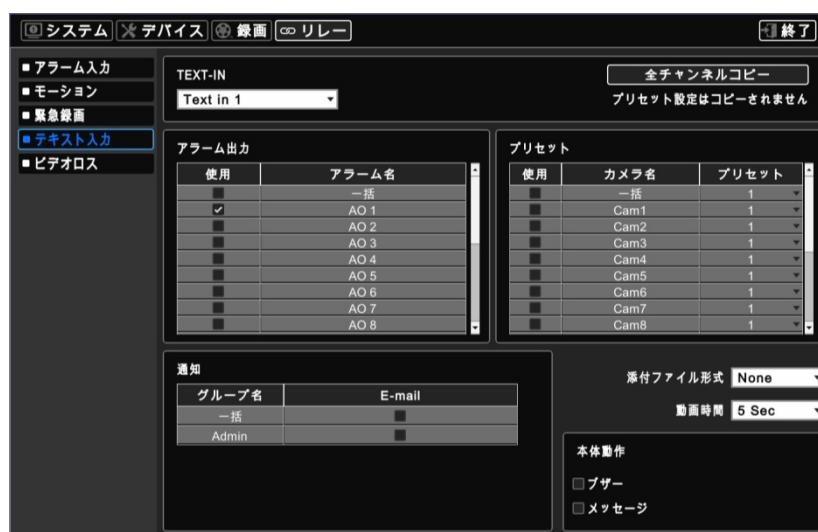 システム デバイス 録画 リレー 終了
アラーム入力
モーション
緊急録画
テキスト入力
ビデオロス
TEXT-IN
Text in 1
全チャンネルコピー
プリセット設定はコピーされません
アラーム出力
使用 アラーム名
一括
AO 1
AO 2
AO 3
AO 4
AO 5
AO 6
AO 7
AO 8
プリセット
使用 カメラ名 プリセット
一括 1
Cam1 1
Cam2 1
Cam3 1
Cam4 1
Cam5 1
Cam6 1
Cam7 1
Cam8 1
通知
グループ名 E-mail
一括
Admin
添付ファイル形式 None
動画時間 5 Sec
本体動作
ブザー
メッセージ